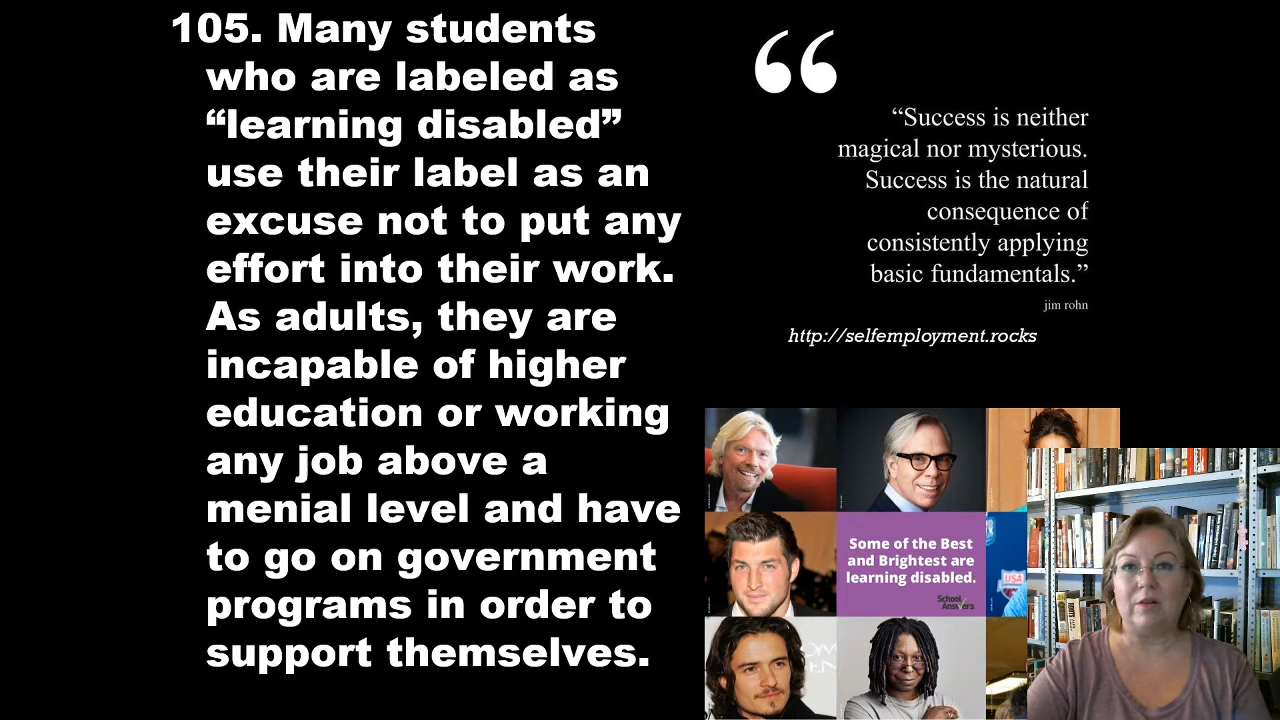 105. Many students
who are labeled as
“learning disabled”
use their label as an
excuse not to put any
effort into their work.
As adults, they are
incapable of higher
education or working
any job above a
menial level and have
to go on government
programs in order to
support themselves.
“
“Success is neither
magical nor mysterious.
Success is the natural
consequence of
consistently applying
basic fundamentals.”
jim rohn
http://selfemployment.rocks
Some of the Best
and Brightest are
learning disabled.
School
Answers
USA